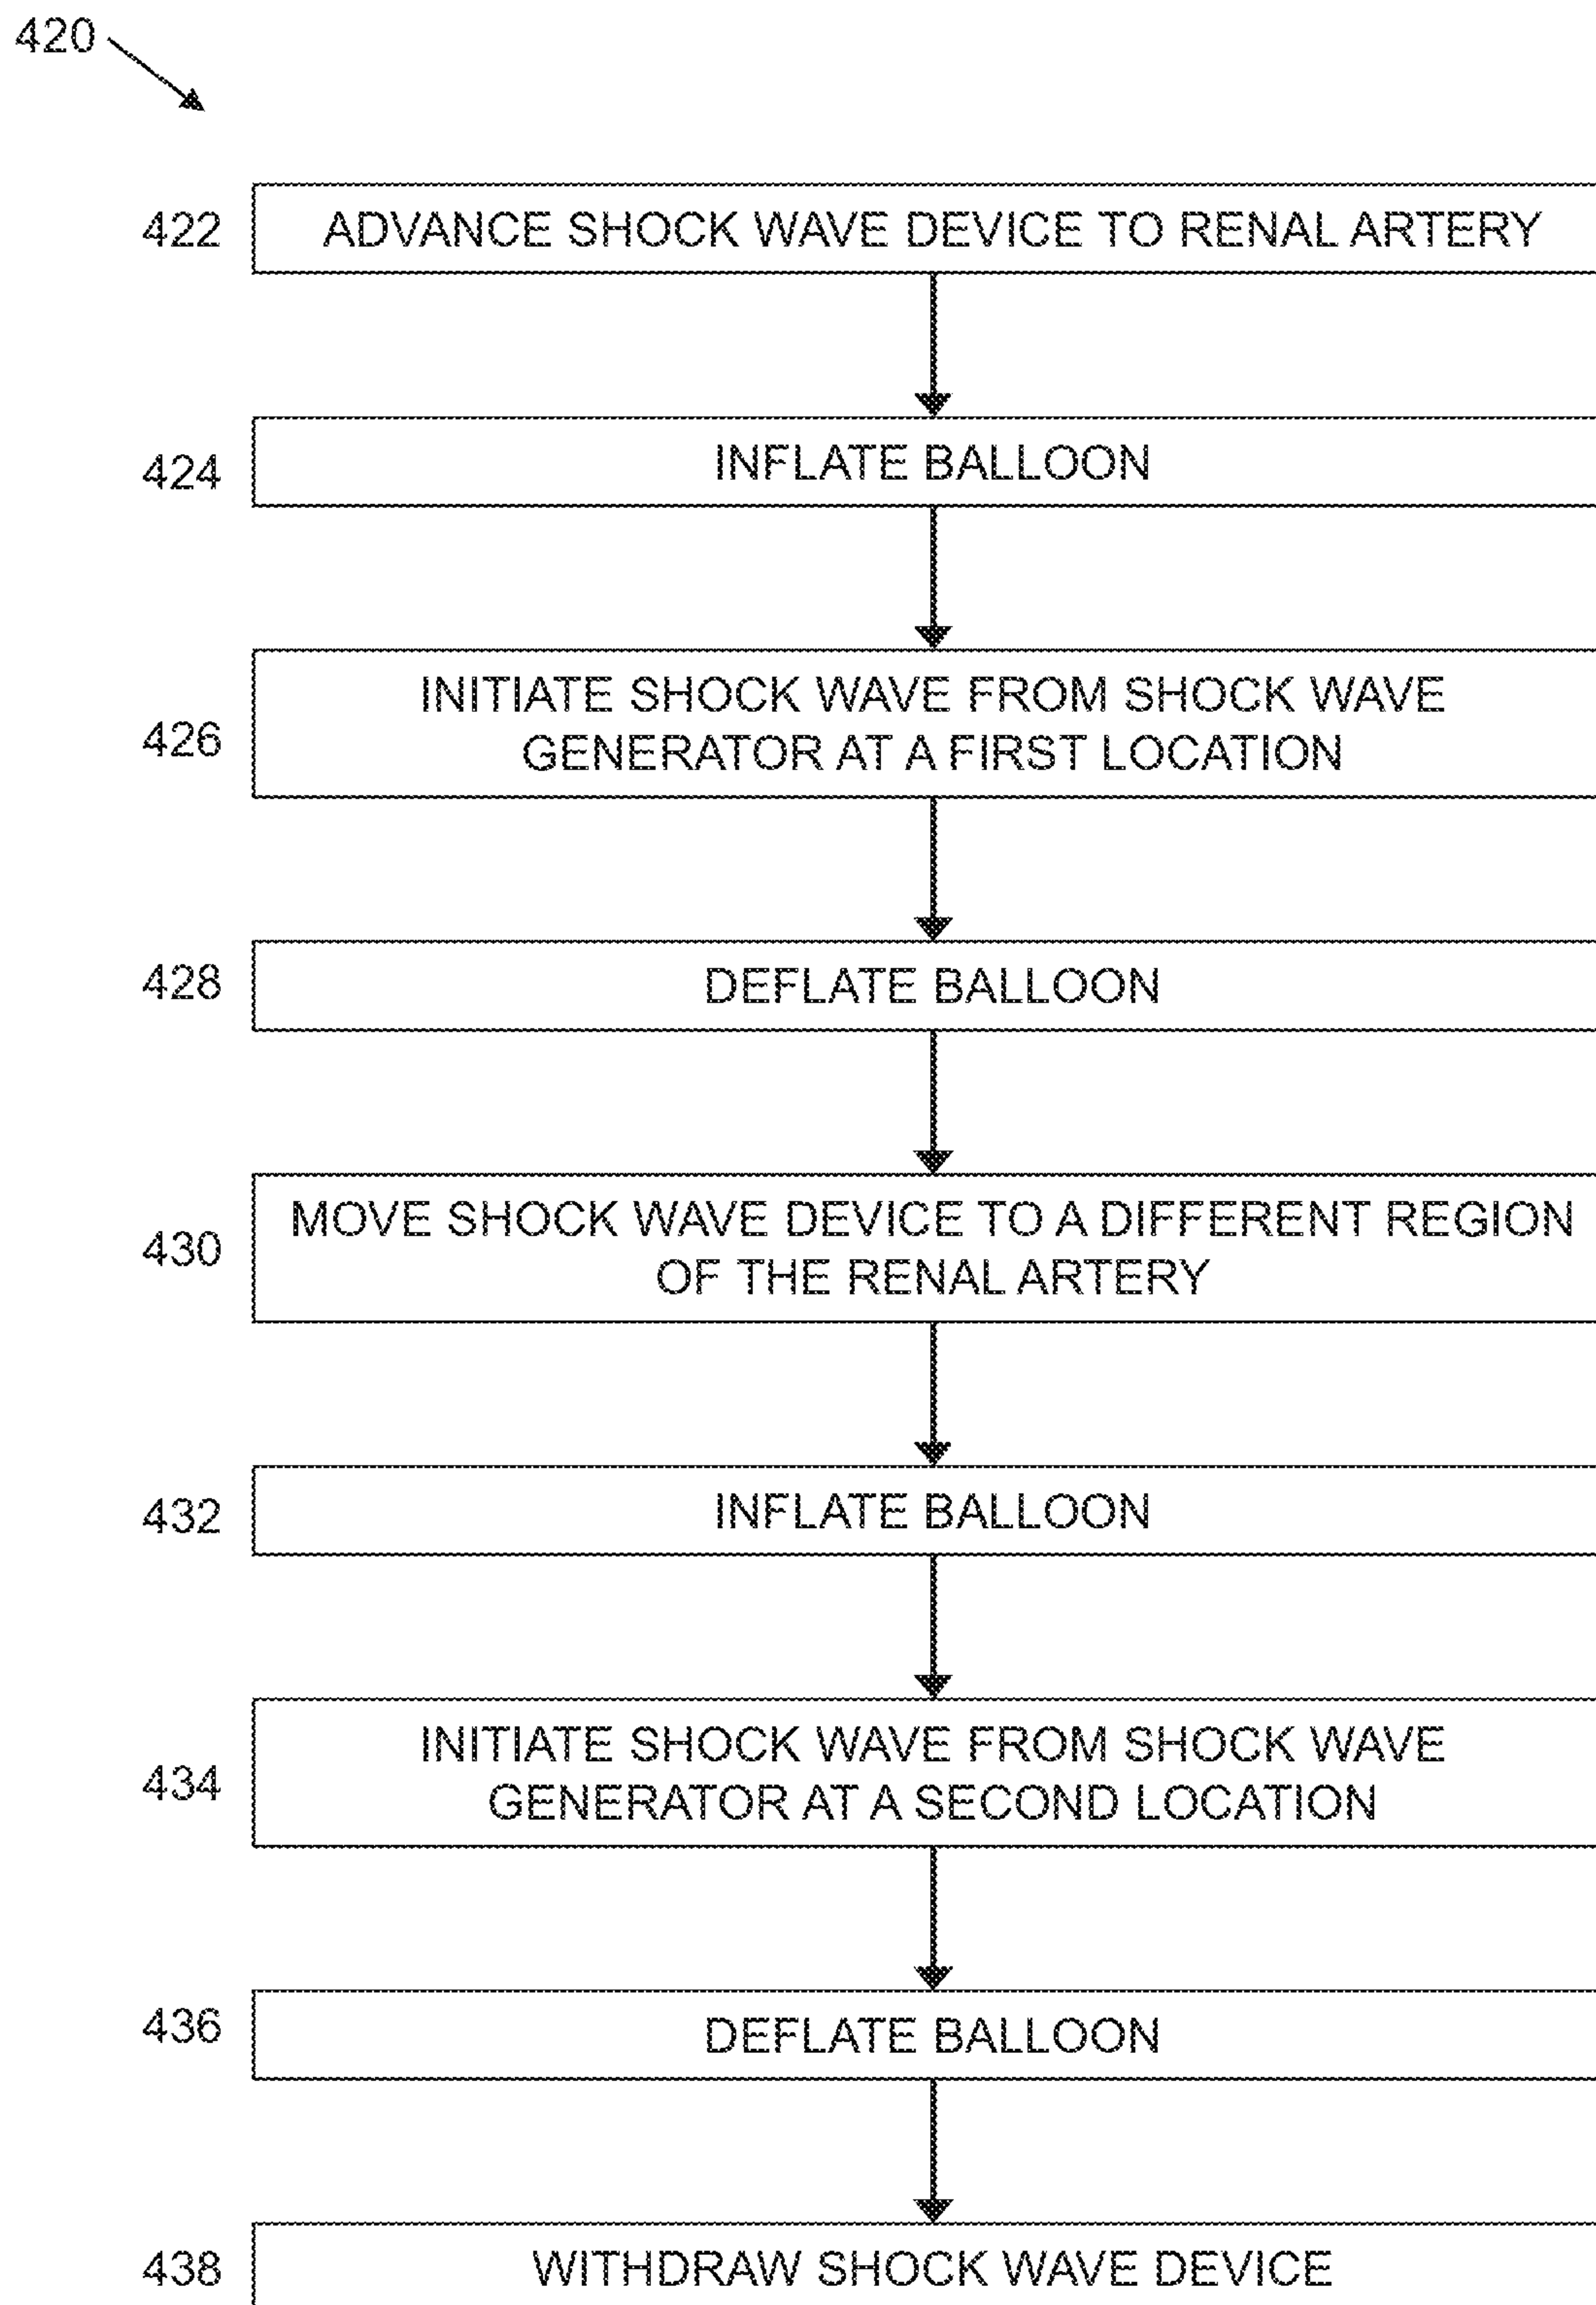 420
422 ADVANCE SHOCK WAVE DEVICE TO RENAL ARTERY
424 INFLATE BALLOON
426 INITIATE SHOCK WAVE FROM SHOCK WAVE
GENERATOR AT A FIRST LOCATION
428 DEFLATE BALLOON
430 MOVE SHOCK WAVE DEVICE TO A DIFFERENT REGION
OF THE RENAL ARTERY
432 INFLATE BALLOON
434 INITIATE SHOCK WAVE FROM SHOCK WAVE
GENERATOR AT A SECOND LOCATION
436 DEFLATE BALLOON
438 WITHDRAW SHOCK WAVE DEVICE